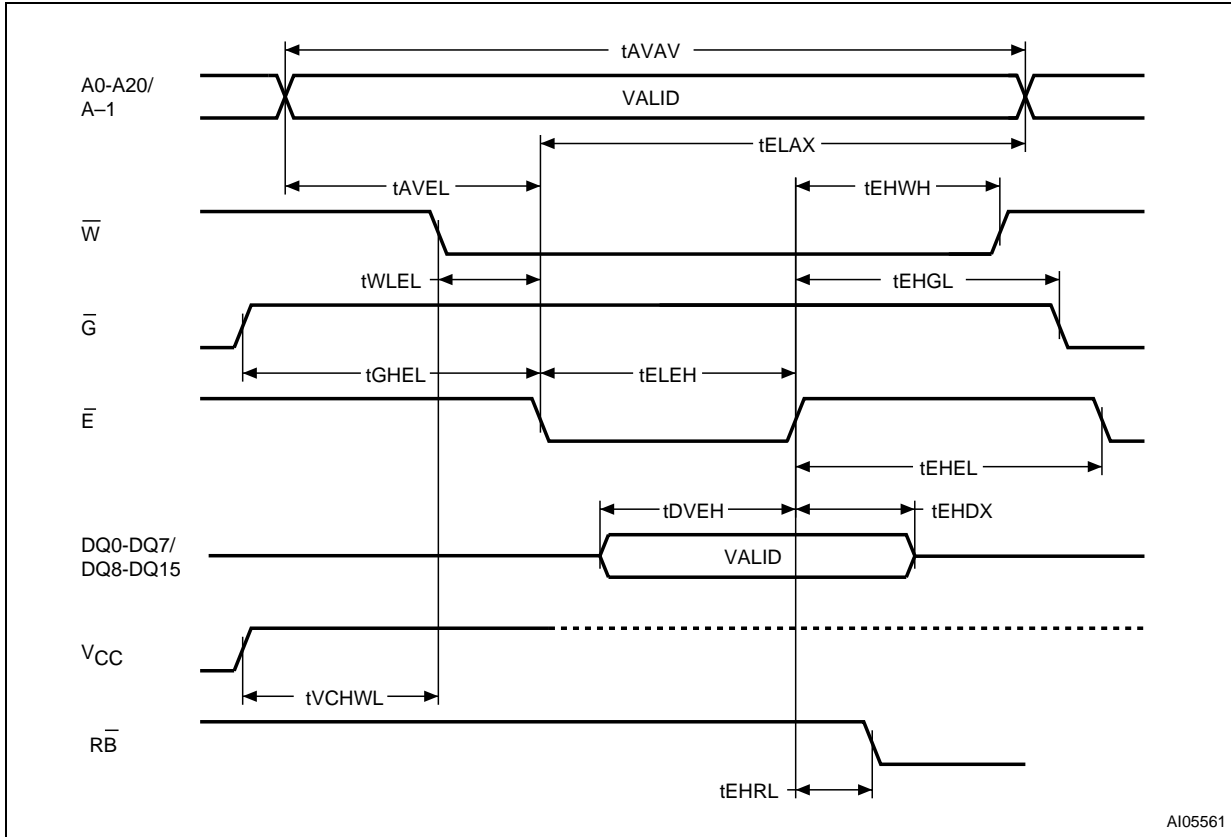 tAVAV
A0-A20/
A–1
VALID
tELAX
tAVEL
tEHWH
W̅
tWLEL
tEHGL
G̅
tGHEL
tELEH
E̅
tEHEL
tDVEH
tEHDX
DQ0-DQ7/
DQ8-DQ15
VALID
VCC
tVCHWL
RB̅
tEHRL
AI05561